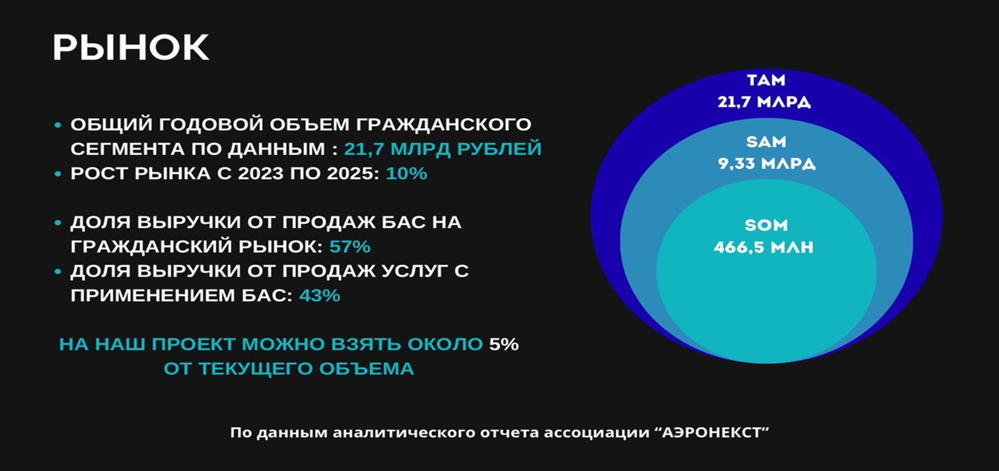 РЫНОК
• ОБЩИЙ ГОДОВОЙ ОБЪЕМ ГРАЖДАНСКОГО
СЕГМЕНТА ПО ДАННЫМ : 21,7 МЛРД РУБЛЕЙ
• РОСТ РЫНКА С 2023 ПО 2025: 10%
• ДОЛЯ ВЫРУЧКИ ОТ ПРОДАЖ БАС НА
ГРАЖДАНСКИЙ РЫНОК: 57%
• ДОЛЯ ВЫРУЧКИ ОТ ПРОДАЖ УСЛУГ С
ПРИМЕНЕНИЕМ БАС: 43%
НА НАШ ПРОЕКТ МОЖНО ВЗЯТЬ ОКОЛО 5%
ОТ ТЕКУЩЕГО ОБЪЕМА
TAM
21,7 МЛРД
SAM
9,33 МЛРД
SOM
466,5 МЛН
По данным аналитического отчета ассоциации “АЭРОНЕКСТ”